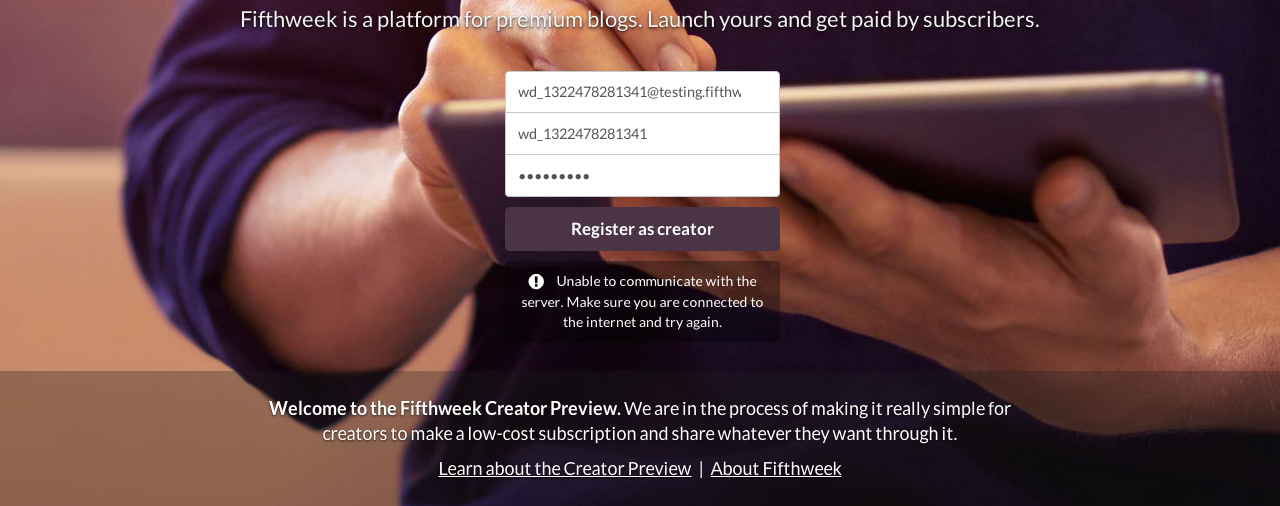 Fifthweek is a platform for premium blogs. Launch yours and get paid by subscribers.
wd_1322478281341@testing.fifthw
wd_1322478281341
•••••••••
Register as creator
Unable to communicate with the
server. Make sure you are connected to
the internet and try again.
Welcome to the Fifthweek Creator Preview. We are in the process of making it really simple for
creators to make a low-cost subscription and share whatever they want through it.
Learn about the Creator Preview | About Fifthweek